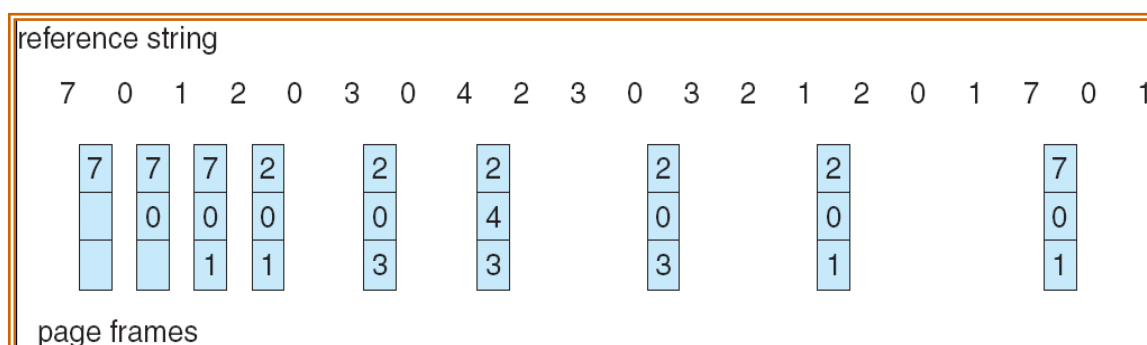 reference string
7 0 1 2 0 3 0 4 2 3 0 3 2 1 2 0 1 7 0 1
7 7 7 2 2 2 2 2 7
0 0 0 0 4 0 0 0
1 1 3 3 3 1 1
page frames